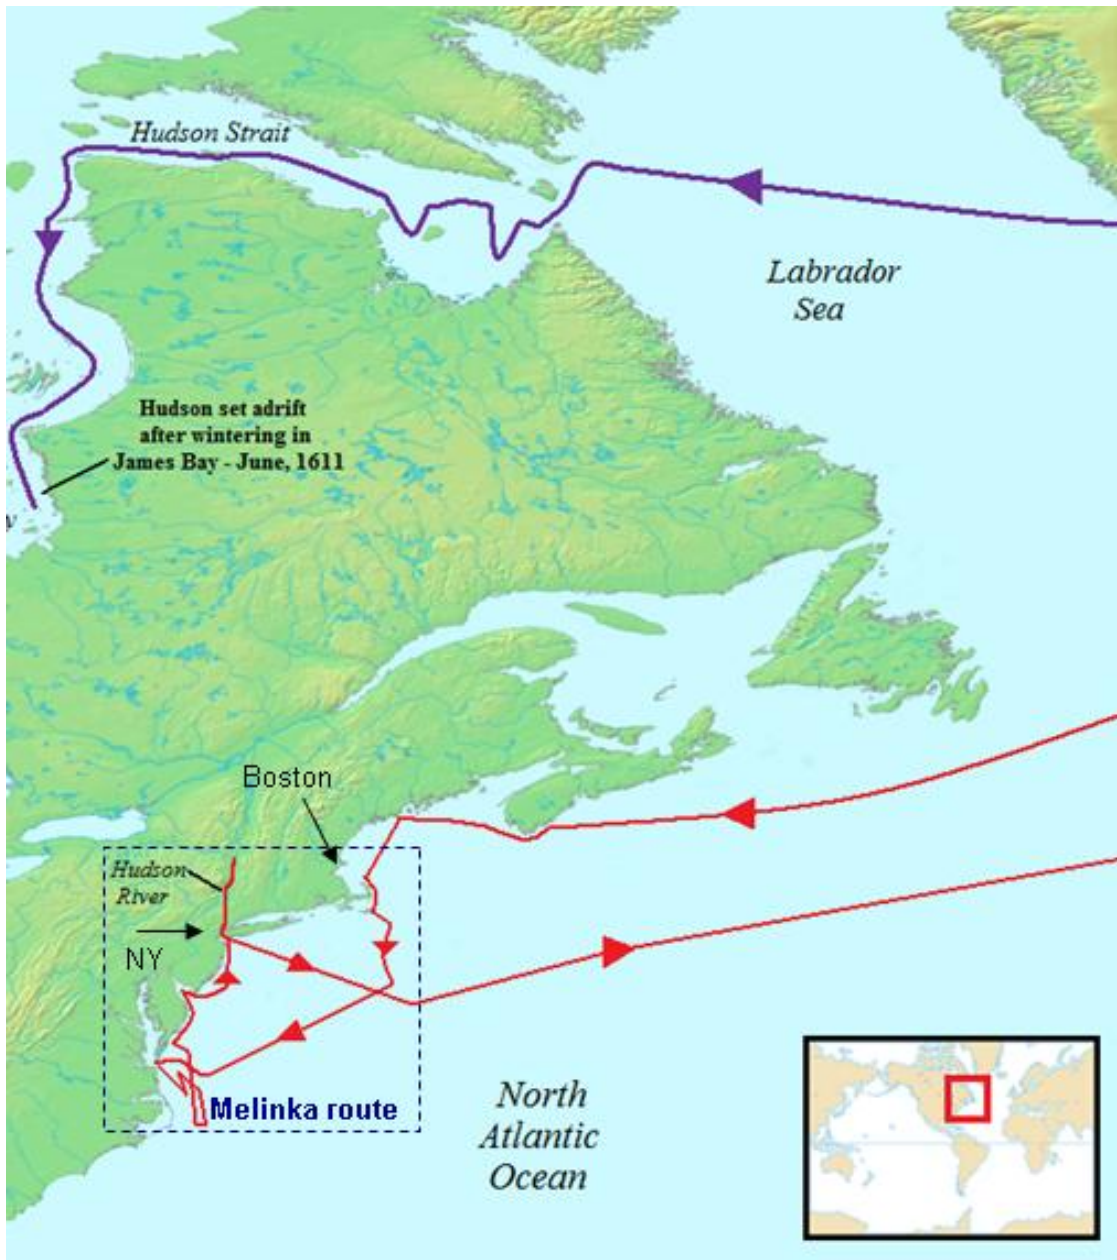 Hudson Strait
Labrador
Sea
Hudson set adrift
after wintering in
James Bay - June, 1611
Boston
Hudson
River
NY
Melinka route
North
Atlantic
Ocean